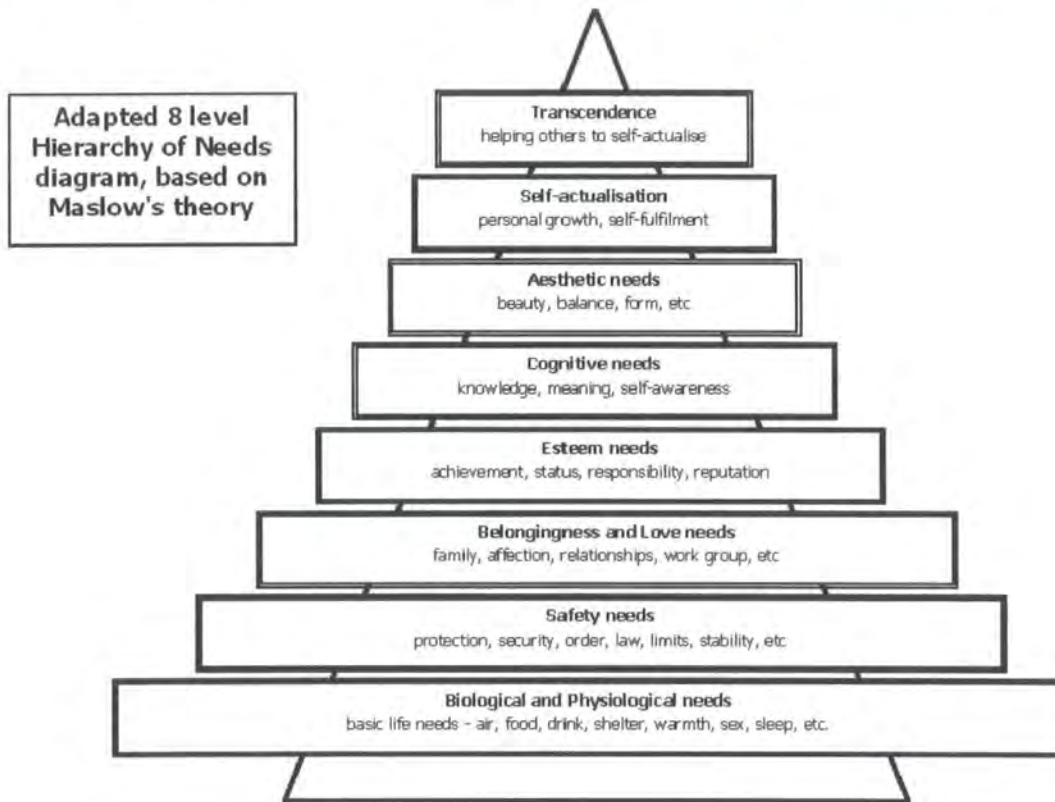 Adapted 8 level
Hierarchy of Needs
diagram, based on
Maslow's theory
Transcendence
helping others to self-actualise
Self-actualisation
personal growth, self-fulfilment
Aesthetic needs
beauty, balance, form, etc
Cognitive needs
knowledge, meaning, self-awareness
Esteem needs
achievement, status, responsibility, reputation
Belongingness and Love needs
family, affection, relationships, work group, etc
Safety needs
protection, security, order, law, limits, stability, etc
Biological and Physiological needs
basic life needs - air, food, drink, shelter, warmth, sex, sleep, etc.